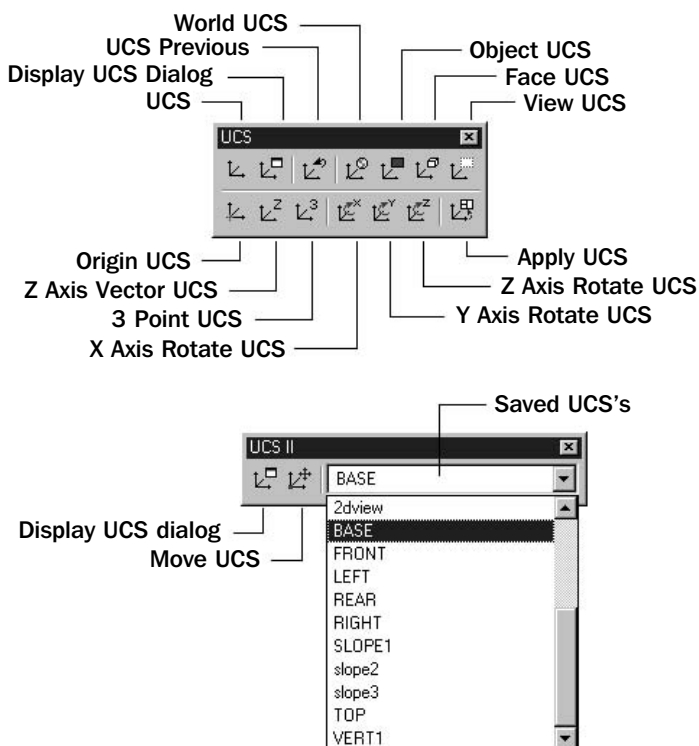 World UCS
UCS Previous
Object UCS
Display UCS Dialog
Face UCS
UCS
View UCS
UCS
Z
3
X
Y
Z
Origin UCS
Apply UCS
Z Axis Vector UCS
Z Axis Rotate UCS
3 Point UCS
Y Axis Rotate UCS
X Axis Rotate UCS
Saved UCS's
UCS II
BASE
2dview
BASE
Display UCS dialog
FRONT
Move UCS
LEFT
REAR
RIGHT
SLOPE1
slope2
slope3
TOP
VERT1